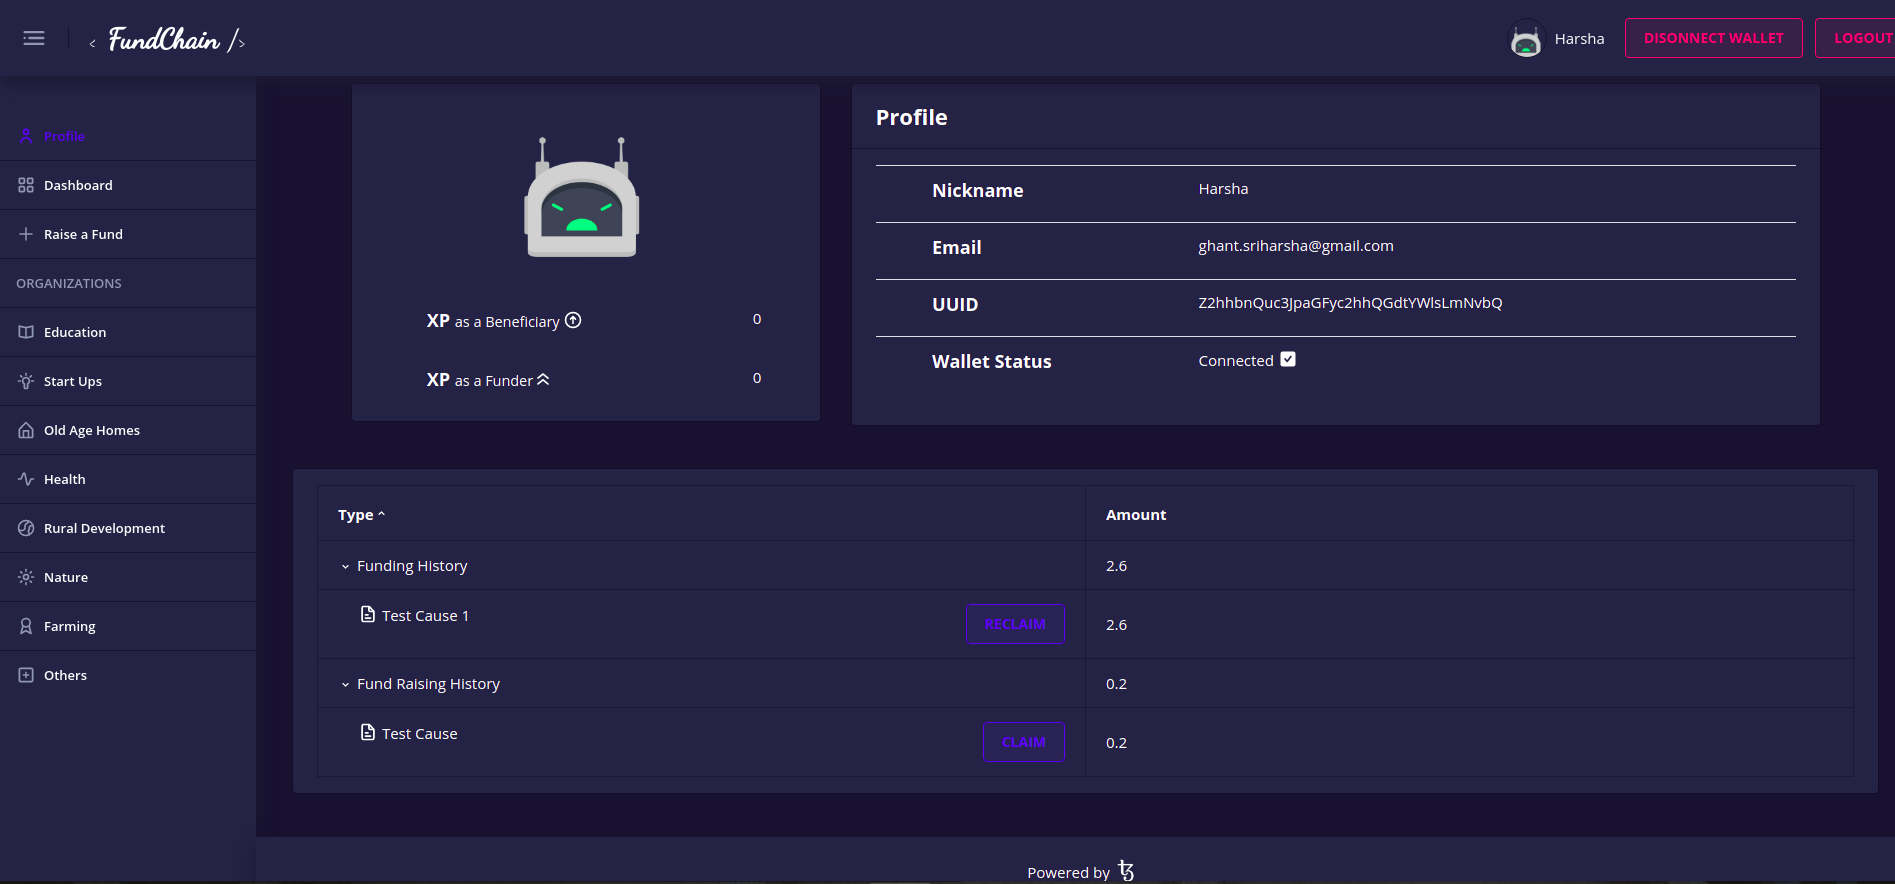 < FundChain />
Harsha
DISONNECT WALLET
LOGOUT
Profile
Dashboard
Raise a Fund
ORGANIZATIONS
Education
Start Ups
Old Age Homes
Health
Rural Development
Nature
Farming
Others
XP as a Beneficiary 0
XP as a Funder 0
Profile
Nickname Harsha
Email ghant.sriharsha@gmail.com
UUID Z2hhbnQuc3JpaGFyc2hhQGdtYWlsLmNvbQ
Wallet Status Connected
Type Amount
Funding History 2.6
Test Cause 1 RECLAIM 2.6
Fund Raising History 0.2
Test Cause CLAIM 0.2
Powered by